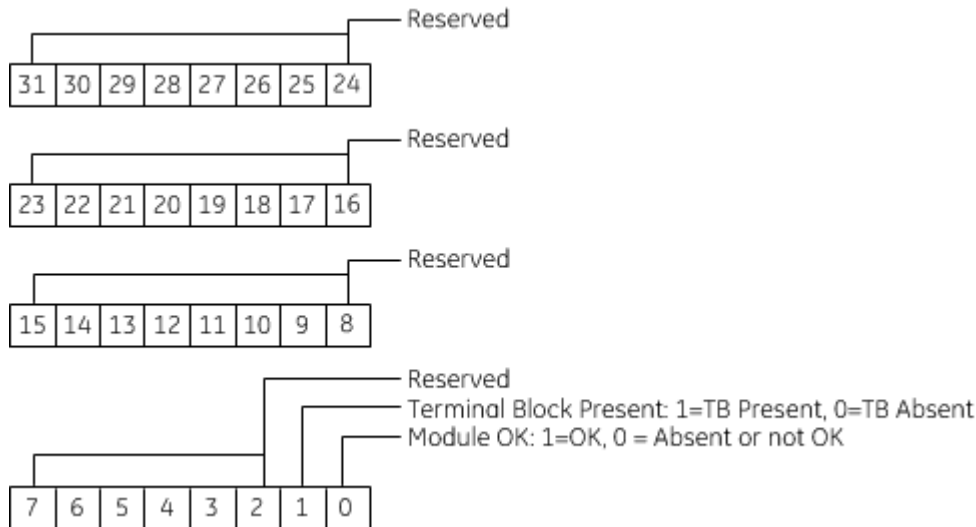 Reserved
31 30 29 28 27 26 25 24
Reserved
23 22 21 20 19 18 17 16
Reserved
15 14 13 12 11 10 9 8
Reserved
Terminal Block Present: 1=TB Present, 0=TB Absent
Module OK: 1=OK, 0 = Absent or not OK
7 6 5 4 3 2 1 0